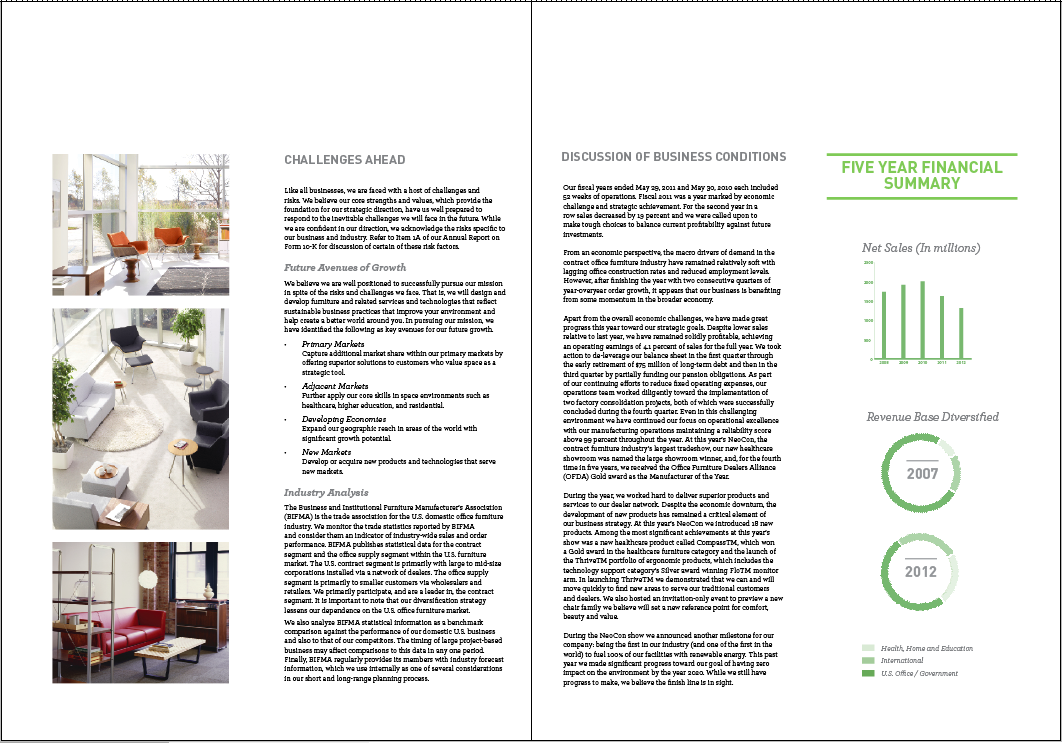 CHALLENGES AHEAD
Like all businesses, we are faced with a host of challenges and
risks. We believe our core strengths and values, which provide the
foundation for our strategic direction, have us well prepared to
respond to the inevitable challenges we will face in the future. While
we are confident in our direction, we acknowledge the risks specific to
our business and industry. Refer to Item 1A of our Annual Report on
Form 10-K for discussion of certain of these risk factors.
Future Avenues of Growth
We believe we are well positioned to successfully pursue our mission
in spite of the risks and challenges we face. That is, we will design and
develop furniture and related services and technologies that reflect
sustainable business practices that improve your environment and
help create a better world around you. In pursuing our mission, we
have identified the following as key avenues for our future growth.
• Primary Markets
Capture additional market share within our primary markets by
offering superior solutions to customers who value space as a
strategic tool.
• Adjacent Markets
Further apply our core skills in space environments such as
healthcare, higher education, and residential.
• Developing Economies
Expand our geographic reach in areas of the world with
significant growth potential.
• New Markets
Develop or acquire new products and technologies that serve
new markets.
Industry Analysis
The Business and Institutional Furniture Manufacturer's Association
(BIFMA) is the trade association for the U.S. domestic office furniture
industry. We monitor the trade statistics reported by BIFMA
and consider them an indicator of industry-wide sales and order
performance. BIFMA publishes statistical data for the contract
segment and the office supply segment within the U.S. furniture
market. The U.S. contract segment is primarily with large to mid-size
corporations installed via a network of dealers. The office supply
segment is primarily to smaller customers via wholesalers and
retailers. We primarily participate, and are a leader in, the contract
segment. It is important to note that our diversification strategy
lessens our dependence on the U.S. office furniture market.
We also analyze BIFMA statistical information as a benchmark
comparison against the performance of our domestic U.S. business
and also to that of our competitors. The timing of large project-based
business may affect comparisons to this data in any one period.
Finally, BIFMA regularly provides its members with industry forecast
information, which we use internally as one of several considerations
in our short and long-range planning process.
DISCUSSION OF BUSINESS CONDITIONS
Our fiscal years ended May 29, 2011 and May 30, 2010 each included
52 weeks of operations. Fiscal 2011 was a year marked by economic
challenge and strategic achievement. For the second year in a
row sales decreased by 19 percent and we were called upon to
make tough choices to balance current profitability against future
investments.
From an economic perspective, the macro drivers of demand in the
contract office furniture industry have remained relatively soft with
lagging office construction rates and reduced employment levels.
However, after finishing the year with two consecutive quarters of
year-overyear order growth, it appears that our business is benefiting
from some momentum in the broader economy.
Apart from the overall economic challenges, we have made great
progress this year toward our strategic goals. Despite lower sales
relative to last year, we have remained solidly profitable, achieving
an operating earnings of 4.1 percent of sales for the full year. We took
action to de-leverage our balance sheet in the first quarter through
the early retirement of $75 million of long-term debt and then in the
third quarter by partially funding our pension obligations. As part
of our continuing efforts to reduce fixed operating expenses, our
operations team worked diligently toward the implementation of
two factory consolidation projects, both of which were successfully
concluded during the fourth quarter. Even in this challenging
environment we have continued our focus on operational excellence
with our manufacturing operations maintaining a reliability score
above 99 percent throughout the year. At this year's NeoCon, the
contract furniture industry's largest tradeshow, our new healthcare
showroom was named the large showroom winner, and, for the fourth
time in five years, we received the Office Furniture Dealers Alliance
(OFDA) Gold award as the Manufacturer of the Year.
During the year, we worked hard to deliver superior products and
services to our dealer network. Despite the economic downturn, the
development of new products has remained a critical element of
our business strategy. At this year's NeoCon we introduced 18 new
products. Among the most significant achievements at this year's
show was a new healthcare product called CompassTM, which won
a Gold award in the healthcare furniture category and the launch of
the ThriveTM portfolio of ergonomic products, which includes the
technology support category's Silver award winning FloTM monitor
arm. In launching ThriveTM we demonstrated that we can and will
move quickly to find new areas to serve our traditional customers
and dealers. We also hosted an invitation-only event to preview a new
chair family we believe will set a new reference point for comfort,
beauty and value.
During the NeoCon show we announced another milestone for our
company: being the first in our industry (and one of the first in the
world) to fuel 100% of our facilities with renewable energy. This past
year we made significant progress toward our goal of having zero
impact on the environment by the year 2020. While we still have
progress to make, we believe the finish line is in sight.
FIVE YEAR FINANCIAL
SUMMARY
Net Sales (In millions)
2000
1500
1000
500
0
2010 2011 2012
Revenue Base Diversified
2007
2012
Health, Home and Education
International
U.S. Office / Government